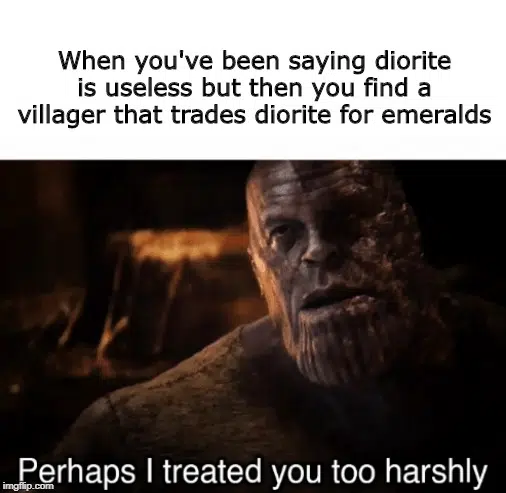 When you've been saying diorite
is useless but then you find a
villager that trades diorite for emeralds
Perhaps I treated you too harshly
imgflip.com